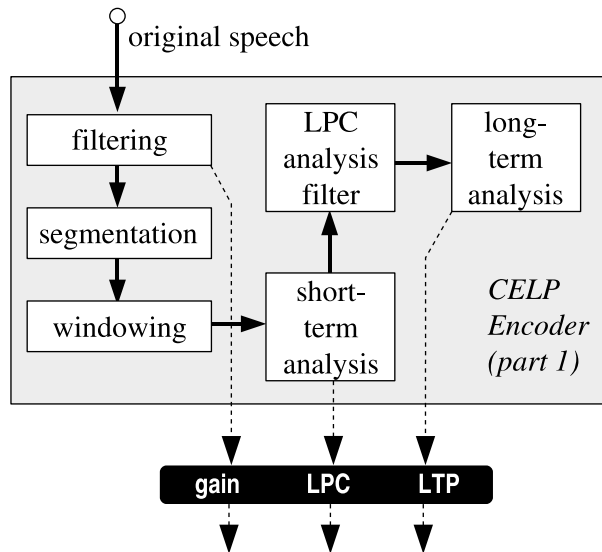 original speech
filtering
segmentation
windowing
short-
term
analysis
LPC
analysis
filter
long-
term
analysis
CELP
Encoder
(part 1)
gain LPC LTP